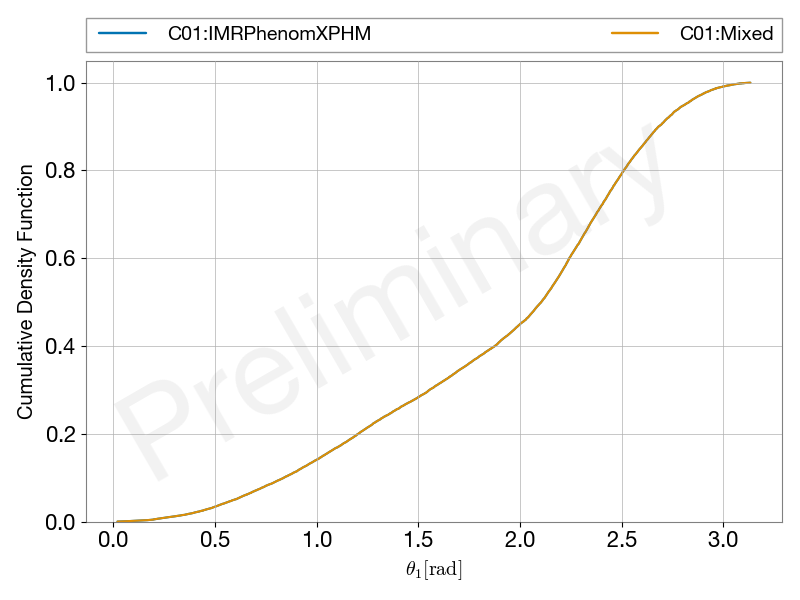 C01:IMRPhenomXPHM C01:Mixed
Cumulative Density Function
1.0
0.8
0.6
0.4
0.2
0.0
Preliminary
0.0 0.5 1.0 1.5 2.0 2.5 3.0
θ₁[rad]